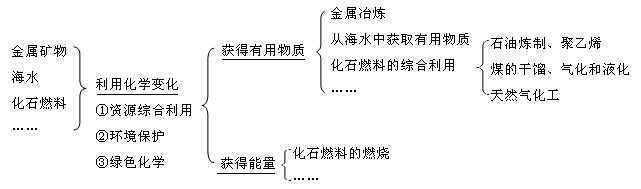 金属矿物
海水
化石燃料
……
利用化学变化
①资源综合利用
②环境保护
③绿色化学
获得有用物质
金属冶炼
从海水中获取有用物质
化石燃料的综合利用
……
石油炼制、聚乙烯
煤的干馏、气化和液化
天然气化工
获得能量
化石燃料的燃烧
……